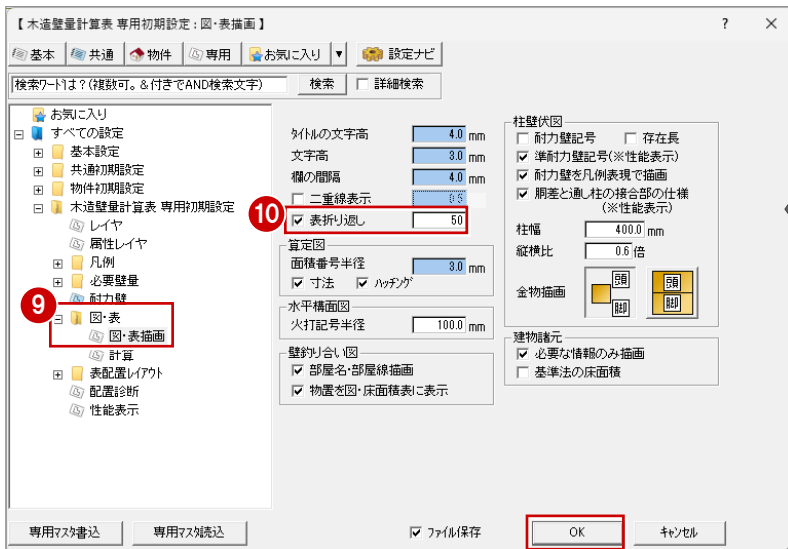 【 木造壁量計算表 専用初期設定 : 図・表描画 】 ?
基本 共通 物件 専用 お気に入り 設定ナビ
検索ワードは?(複数可。&付きでAND検索文字) 検索 詳細検索
お気に入り
すべての設定
基本設定
共通初期設定
物件初期設定
木造壁量計算表 専用初期設定
レイヤ
属性レイヤ
凡例
必要壁量
耐力壁
9
図・表
図・表描画
計算
表配置レイアウト
配置診断
性能表示
タイトルの文字高 4.0 mm
文字高 3.0 mm
欄の間隔 4.0 mm
二重線表示 0.5
10
表折り返し 50
算定図
面積番号半径 3.0 mm
寸法 ハッチング
水平構面図
火打記号半径 100.0 mm
壁釣り合い図
部屋名・部屋線描画
物置を図・床面積表に表示
柱壁伏図
耐力壁記号 存在長
準耐力壁記号(※性能表示)
耐力壁を凡例表現で描画
胴差と通し柱の接合部の仕様
(※性能表示)
柱幅 400.0 mm
縦横比 0.6 倍
金物描画 頭 脚 頭 脚
建物諸元
必要な情報のみ描画
基準法の床面積
専用マスタ書込 専用マスタ読込 ファイル保存 OK キャンセル